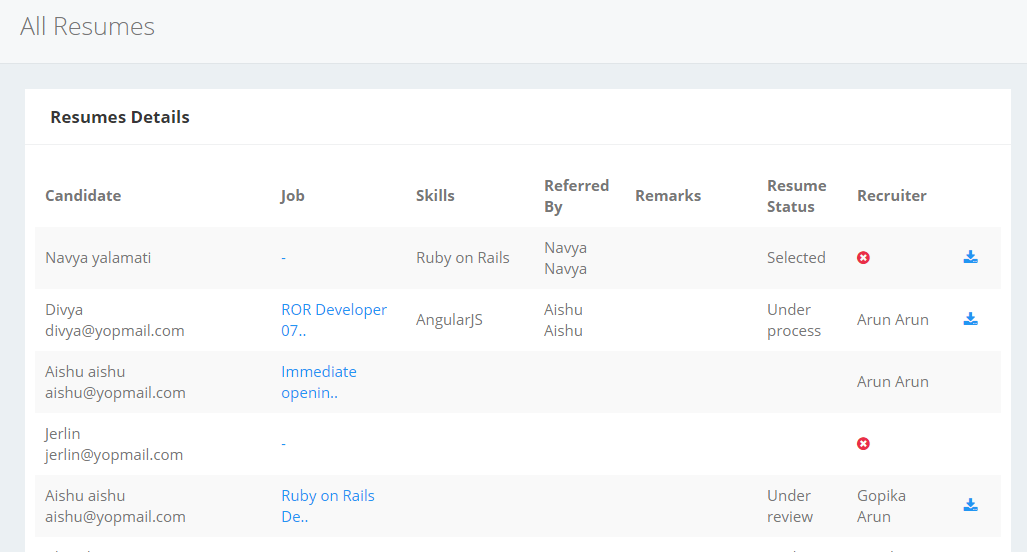 All Resumes
Resumes Details
Candidate Job Skills Referred By Remarks Resume Status Recruiter
Navya yalamati - Ruby on Rails Navya Navya Selected
Divya divya@yopmail.com ROR Developer 07.. AngularJS Aishu Aishu Under process Arun Arun
Aishu aishu aishu@yopmail.com Immediate openin.. Arun Arun
Jerlin jerlin@yopmail.com -
Aishu aishu aishu@yopmail.com Ruby on Rails De.. Under review Gopika Arun